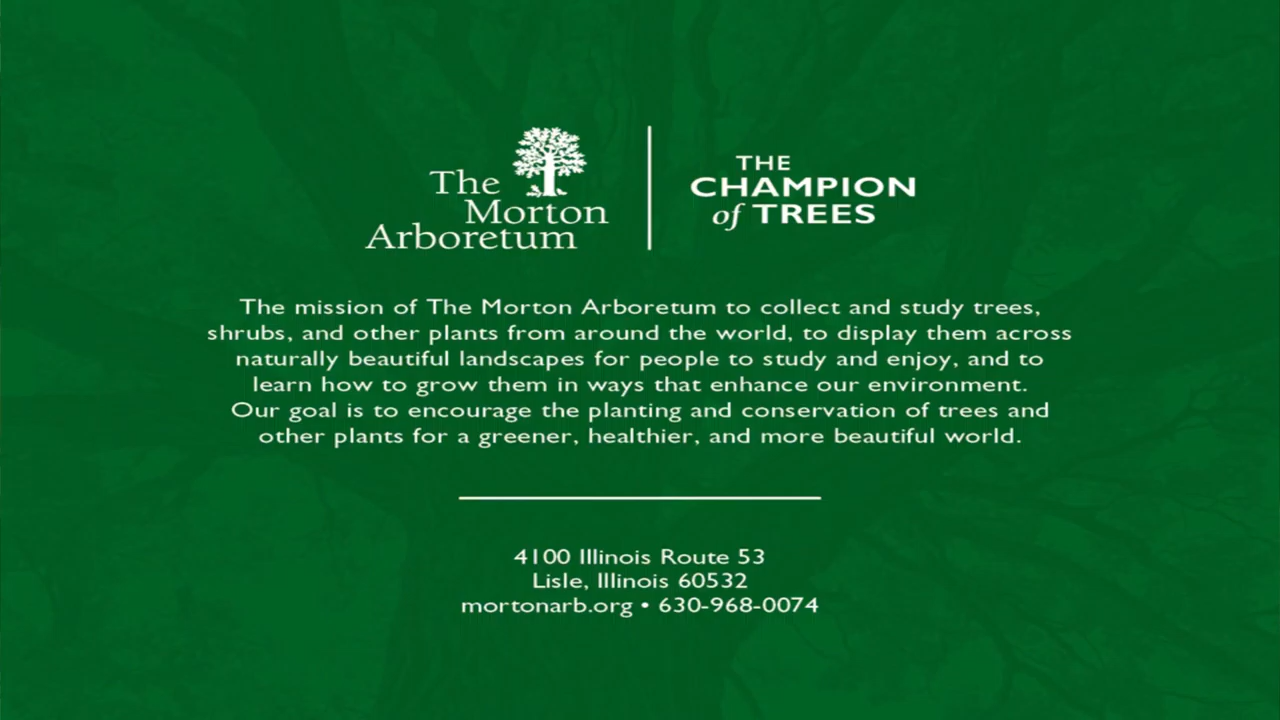 The
Morton
Arboretum
THE
CHAMPION
of TREES
The mission of The Morton Arboretum to collect and study trees,
shrubs, and other plants from around the world, to display them across
naturally beautiful landscapes for people to study and enjoy, and to
learn how to grow them in ways that enhance our environment.
Our goal is to encourage the planting and conservation of trees and
other plants for a greener, healthier, and more beautiful world.
4100 Illinois Route 53
Lisle, Illinois 60532
mortonarb.org • 630-968-0074